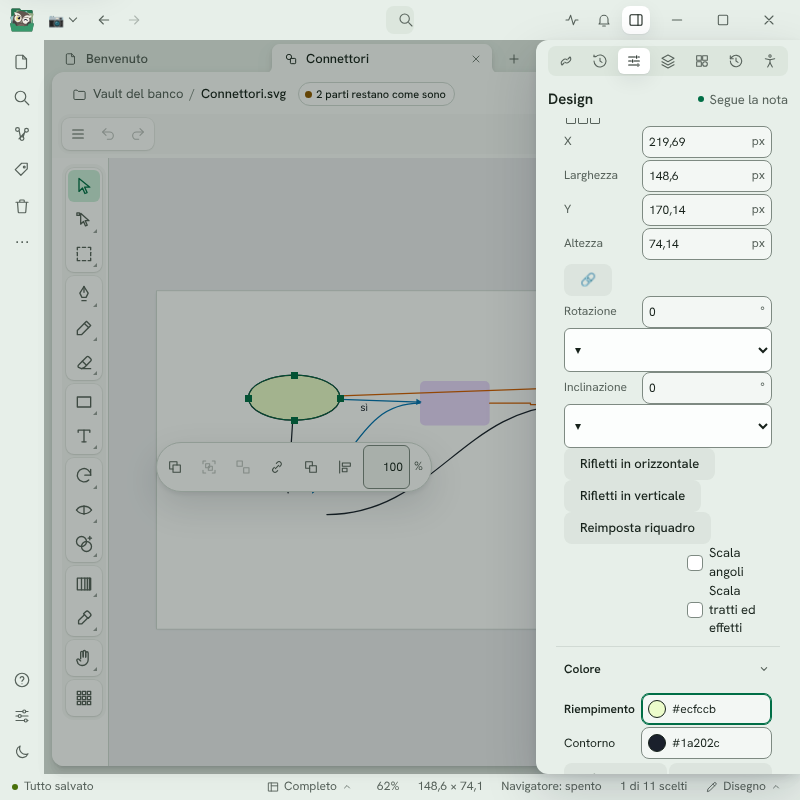 Benvenuto
Connettori
Vault del banco / Connettori.svg
2 parti restano come sono
sì
100 %
Design
Segue la nota
X 219,69 px
Larghezza 148,6 px
Y 170,14 px
Altezza 74,14 px
Rotazione 0 °
Inclinazione 0 °
Rifletti in orizzontale
Rifletti in verticale
Reimposta riquadro
Scala
angoli
Scala
tratti ed
effetti
Colore
Riempimento #ecfccb
Contorno #1a202c
Tutto salvato
Completo
62%
148,6 × 74,1
Navigatore: spento
1 di 11 scelti
Disegno